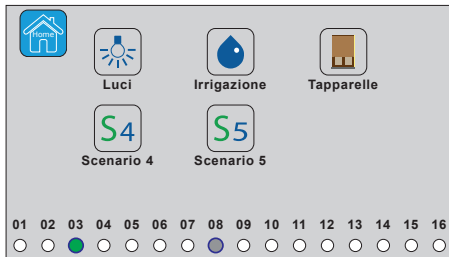 Home
Luci Irrigazione Tapparelle
S4 S5
Scenario 4 Scenario 5
01 02 03 04 05 06 07 08 09 10 11 12 13 14 15 16